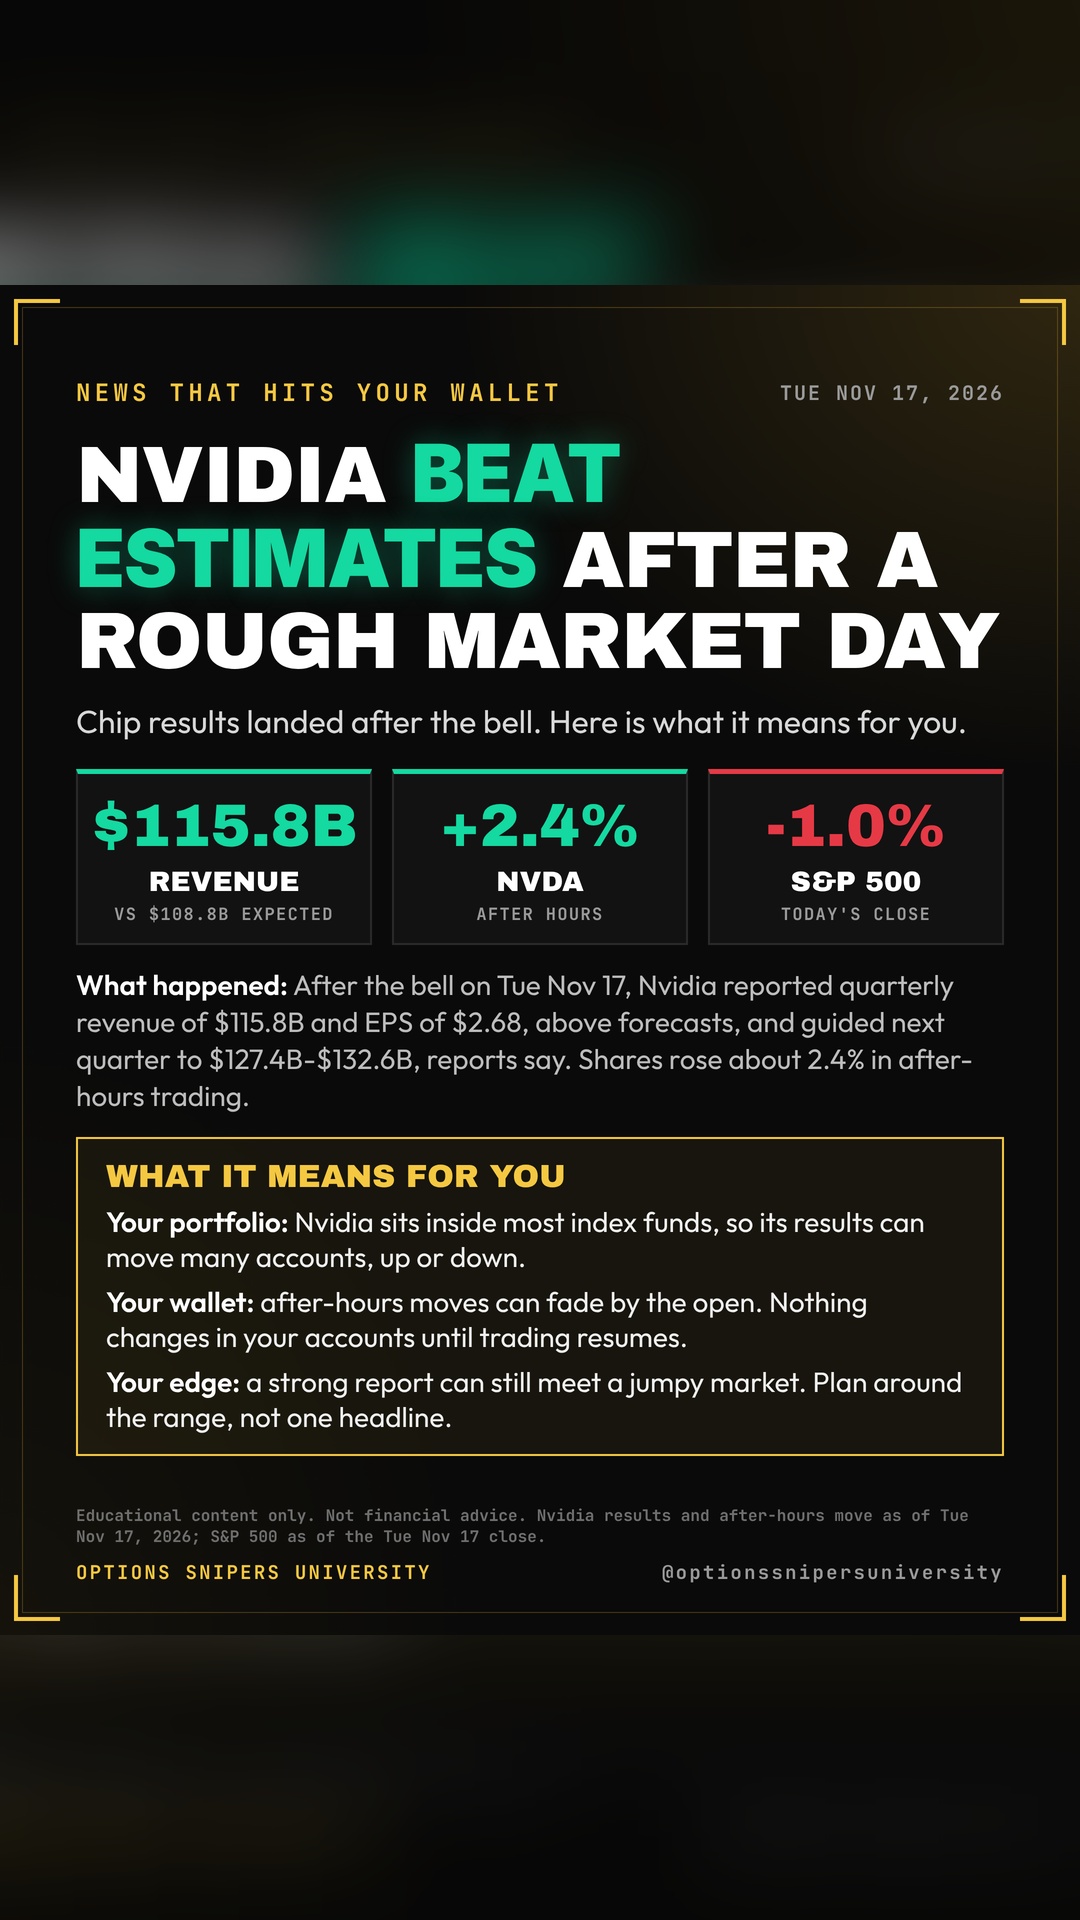 NEWS THAT HITS YOUR WALLET
TUE NOV 17, 2026
NVIDIA BEAT
ESTIMATES AFTER A
ROUGH MARKET DAY
Chip results landed after the bell. Here is what it means for you.
$115.8B
REVENUE
VS $108.8B EXPECTED
+2.4%
NVDA
AFTER HOURS
-1.0%
S&P 500
TODAY'S CLOSE
What happened: After the bell on Tue Nov 17, Nvidia reported quarterly
revenue of $115.8B and EPS of $2.68, above forecasts, and guided next
quarter to $127.4B-$132.6B, reports say. Shares rose about 2.4% in after-
hours trading.
WHAT IT MEANS FOR YOU
Your portfolio: Nvidia sits inside most index funds, so its results can
move many accounts, up or down.
Your wallet: after-hours moves can fade by the open. Nothing
changes in your accounts until trading resumes.
Your edge: a strong report can still meet a jumpy market. Plan around
the range, not one headline.
Educational content only. Not financial advice. Nvidia results and after-hours move as of Tue
Nov 17, 2026; S&P 500 as of the Tue Nov 17 close.
OPTIONS SNIPERS UNIVERSITY
@optionssnipersuniversity